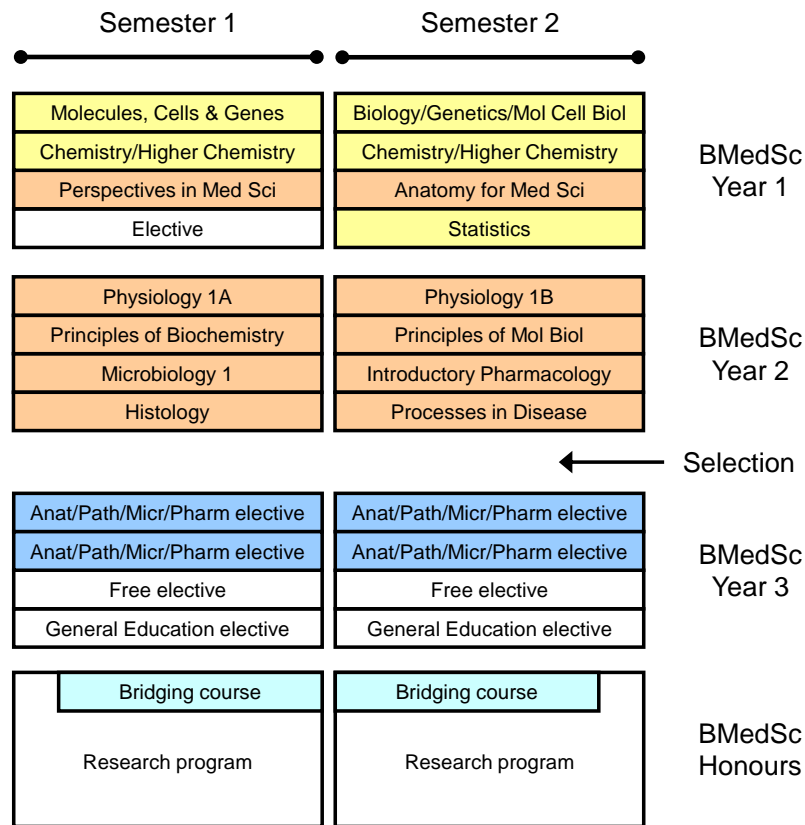 Semester 1
Semester 2
Molecules, Cells & Genes
Biology/Genetics/Mol Cell Biol
Chemistry/Higher Chemistry
Chemistry/Higher Chemistry
Perspectives in Med Sci
Anatomy for Med Sci
Elective
Statistics
BMedSc
Year 1
Physiology 1A
Physiology 1B
Principles of Biochemistry
Principles of Mol Biol
Microbiology 1
Introductory Pharmacology
Histology
Processes in Disease
BMedSc
Year 2
Selection
Anat/Path/Micr/Pharm elective
Anat/Path/Micr/Pharm elective
Anat/Path/Micr/Pharm elective
Anat/Path/Micr/Pharm elective
Free elective
Free elective
General Education elective
General Education elective
BMedSc
Year 3
Bridging course
Bridging course
Research program
Research program
BMedSc
Honours